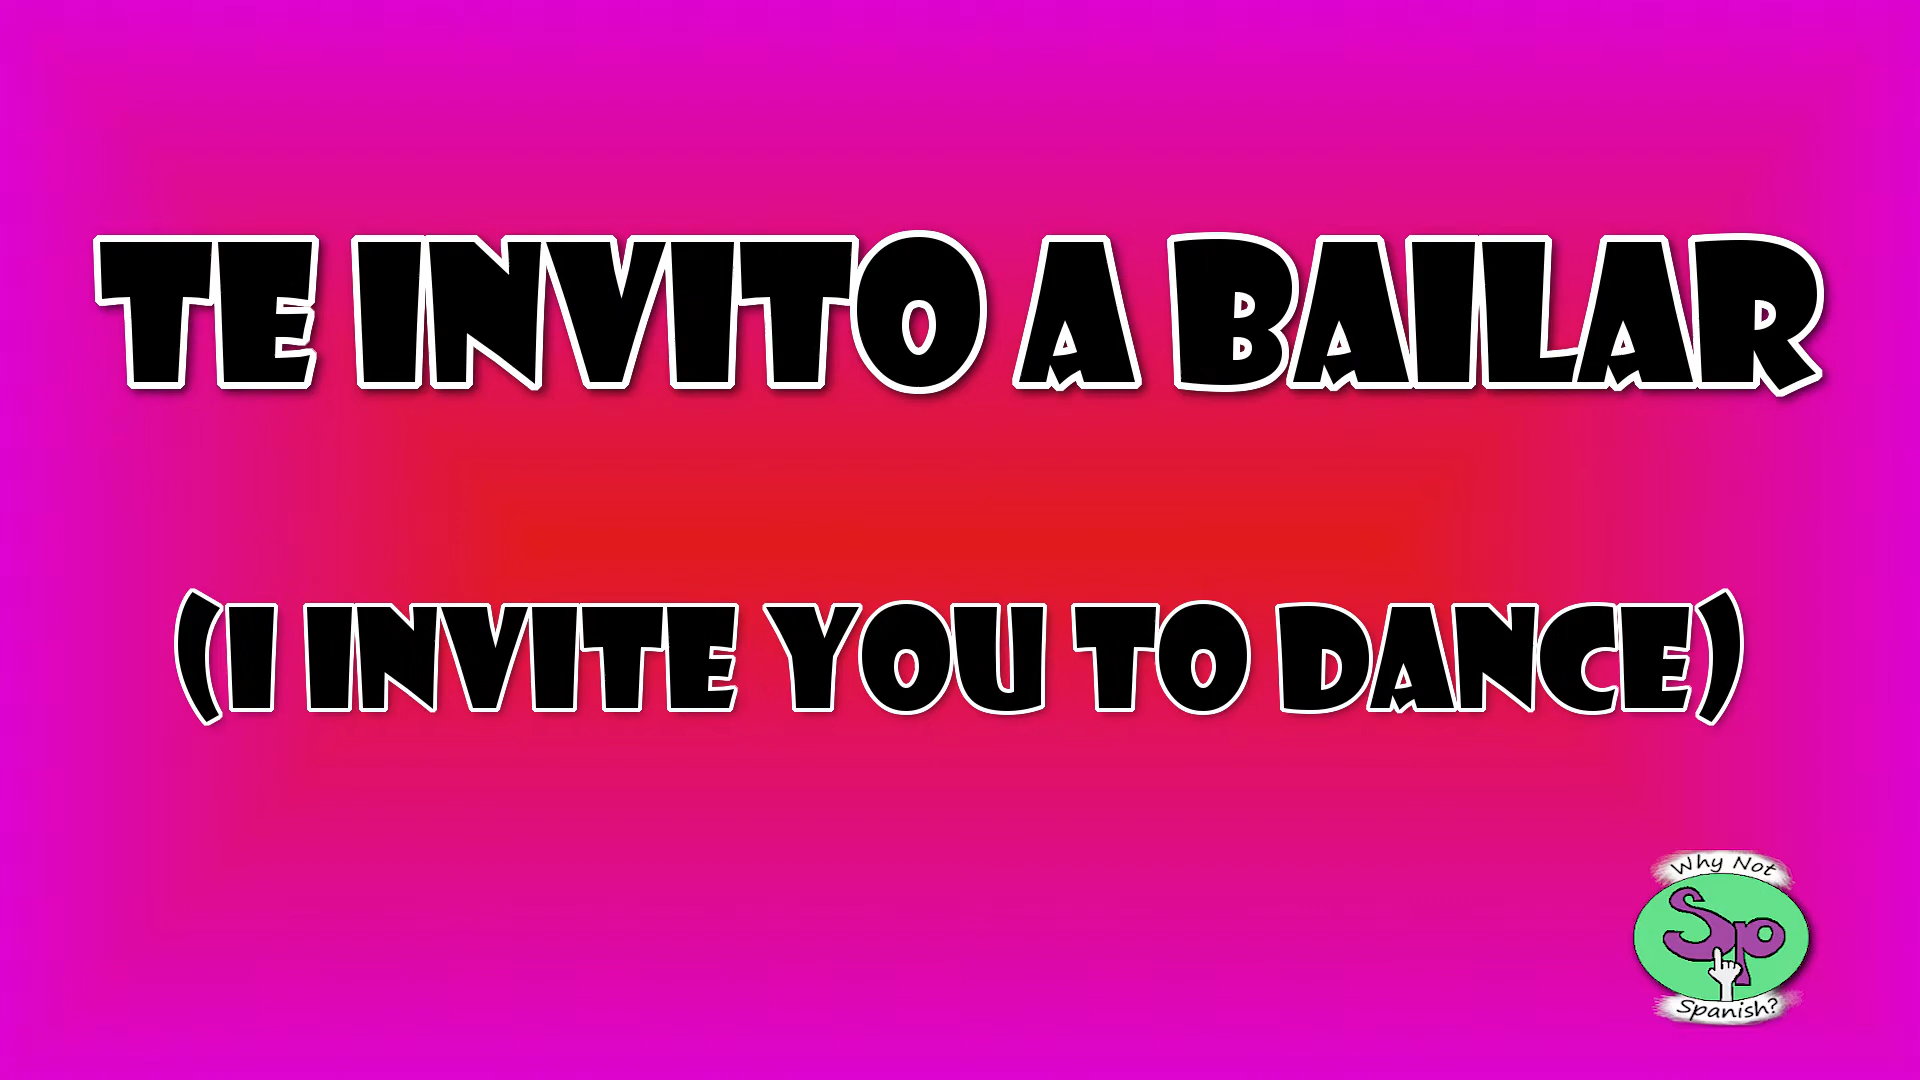 TE INVITO A BAILAR
(I INVITE YOU TO DANCE)
Why Not
Sp
Spanish?